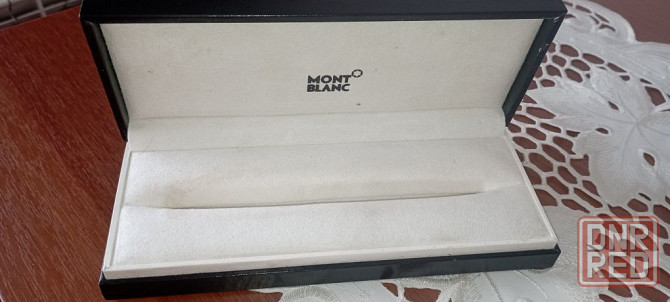 MONT
BLANC
DNR
RED